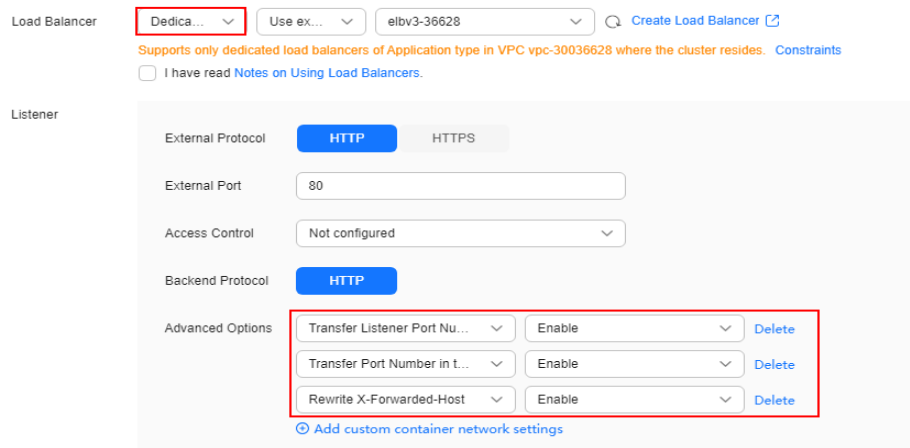 Load Balancer Dedica... Use ex... elbv3-36628 Create Load Balancer
Supports only dedicated load balancers of Application type in VPC vpc-30036628 where the cluster resides. Constraints
I have read Notes on Using Load Balancers.
Listener
External Protocol HTTP HTTPS
External Port 80
Access Control Not configured
Backend Protocol HTTP
Advanced Options Transfer Listener Port Nu... Enable Delete
Transfer Port Number in t... Enable Delete
Rewrite X-Forwarded-Host Enable Delete
Add custom container network settings